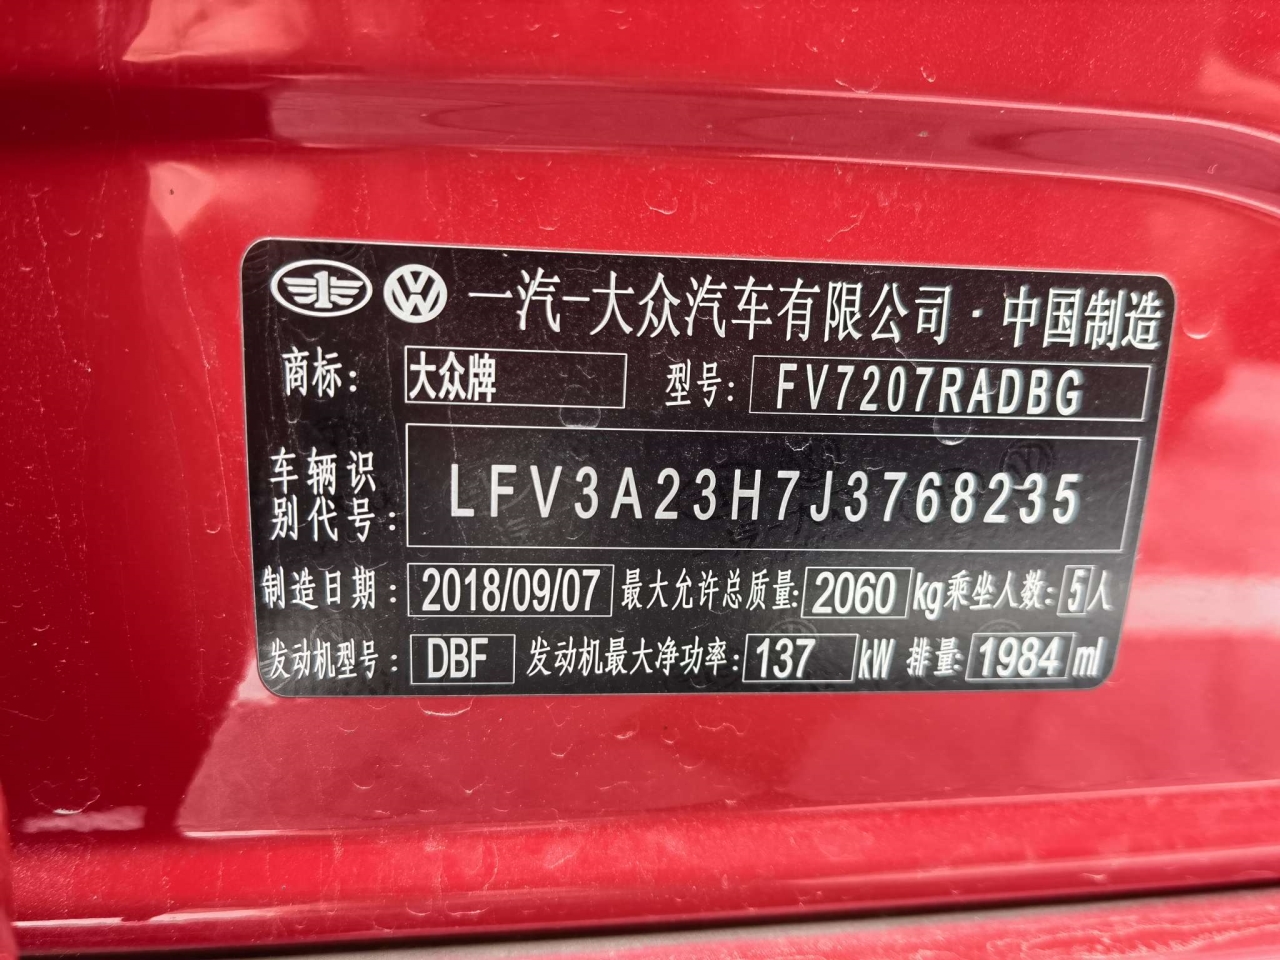 一汽-大众汽车有限公司·中国制造
商标: 大众牌 型号: FV7207RADBG
车辆识
别代号: LFV3A23H7J3768235
制造日期: 2018/09/07 最大允许总质量: 2060 kg 乘坐人数: 5 人
发动机型号: DBF 发动机最大净功率: 137 kW 排量: 1984 ml